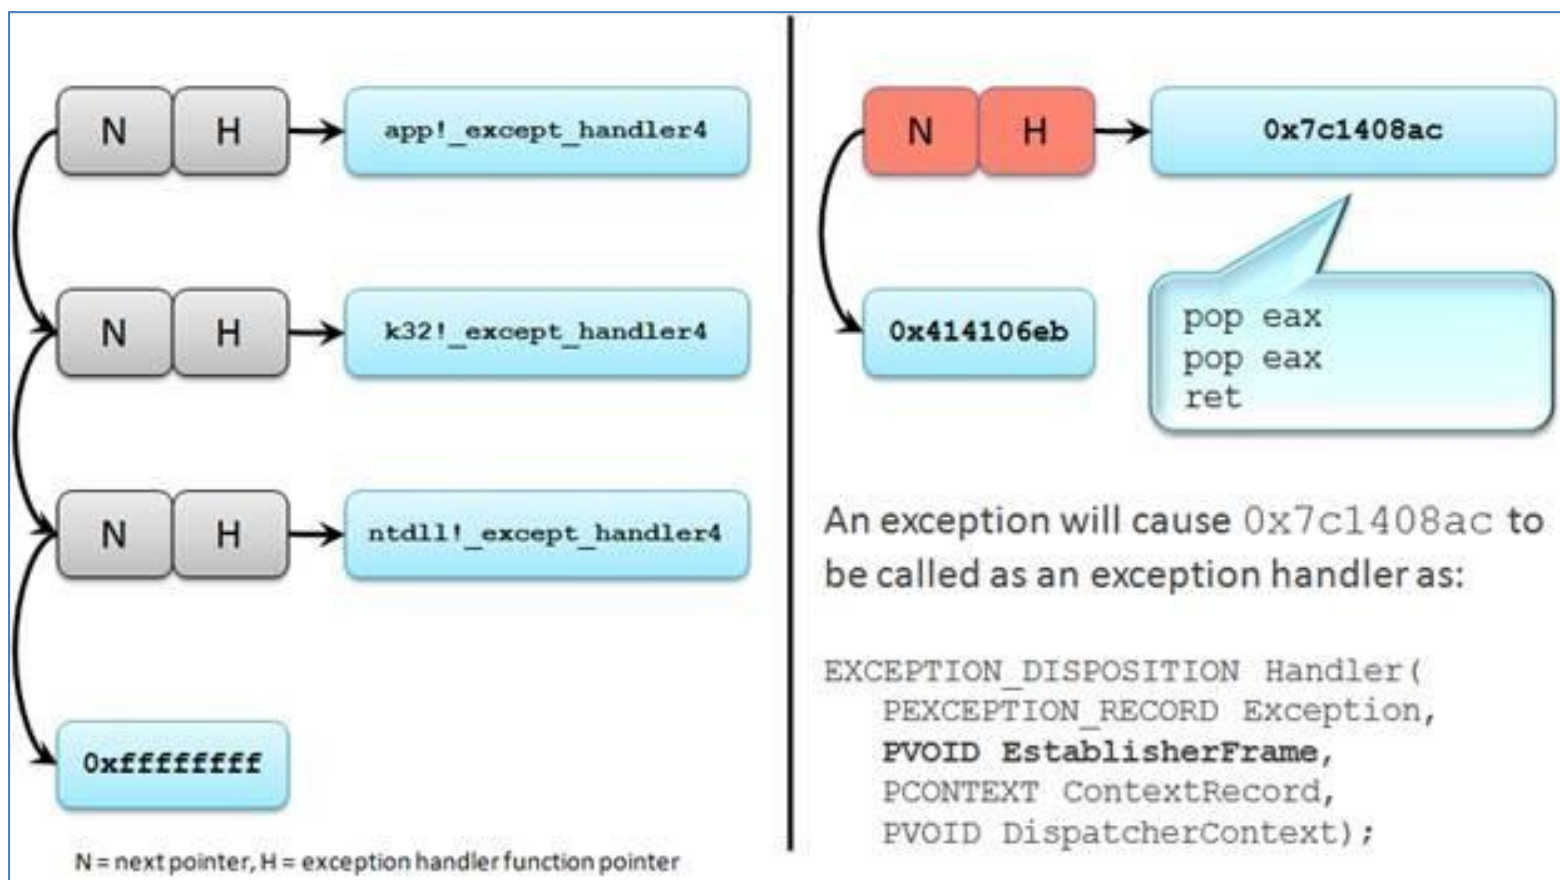 N H app!_except_handler4
N H k32!_except_handler4
N H ntdll!_except_handler4
0xffffffff
N = next pointer, H = exception handler function pointer
N H 0x7c1408ac
0x414106eb
pop eax
pop eax
ret
An exception will cause 0x7c1408ac to
be called as an exception handler as:
EXCEPTION_DISPOSITION Handler(
PEXCEPTION_RECORD Exception,
PVOID EstablisherFrame,
PCONTEXT ContextRecord,
PVOID DispatcherContext);